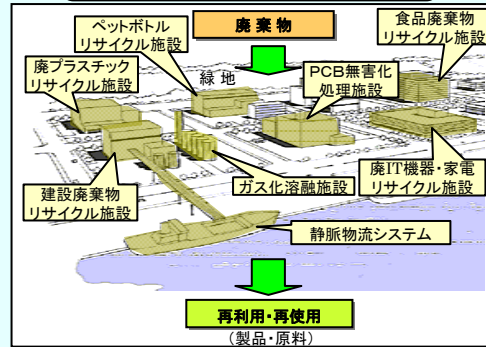 廃棄物
ペットボトル
リサイクル施設
食品廃棄物
リサイクル施設
廃プラスチック
リサイクル施設
緑地
PCB無害化
処理施設
建設廃棄物
リサイクル施設
ガス化溶融施設
廃IT機器・家電
リサイクル施設
静脈物流システム
再利用・再使用
(製品・原料)